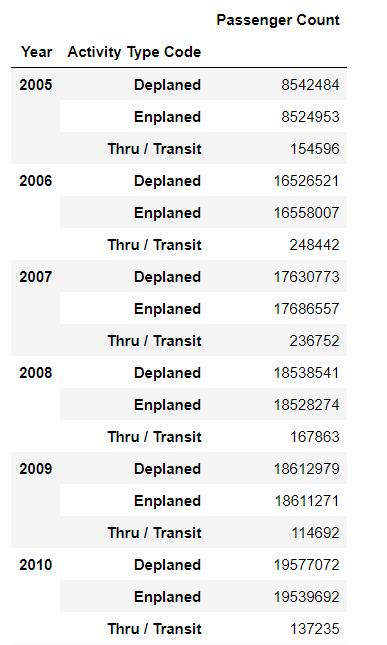 Passenger Count
Year Activity Type Code
2005 Deplaned 8542484
Enplaned 8524953
Thru / Transit 154596
2006 Deplaned 16526521
Enplaned 16558007
Thru / Transit 248442
2007 Deplaned 17630773
Enplaned 17686557
Thru / Transit 236752
2008 Deplaned 18538541
Enplaned 18528274
Thru / Transit 167863
2009 Deplaned 18612979
Enplaned 18611271
Thru / Transit 114692
2010 Deplaned 19577072
Enplaned 19539692
Thru / Transit 137235